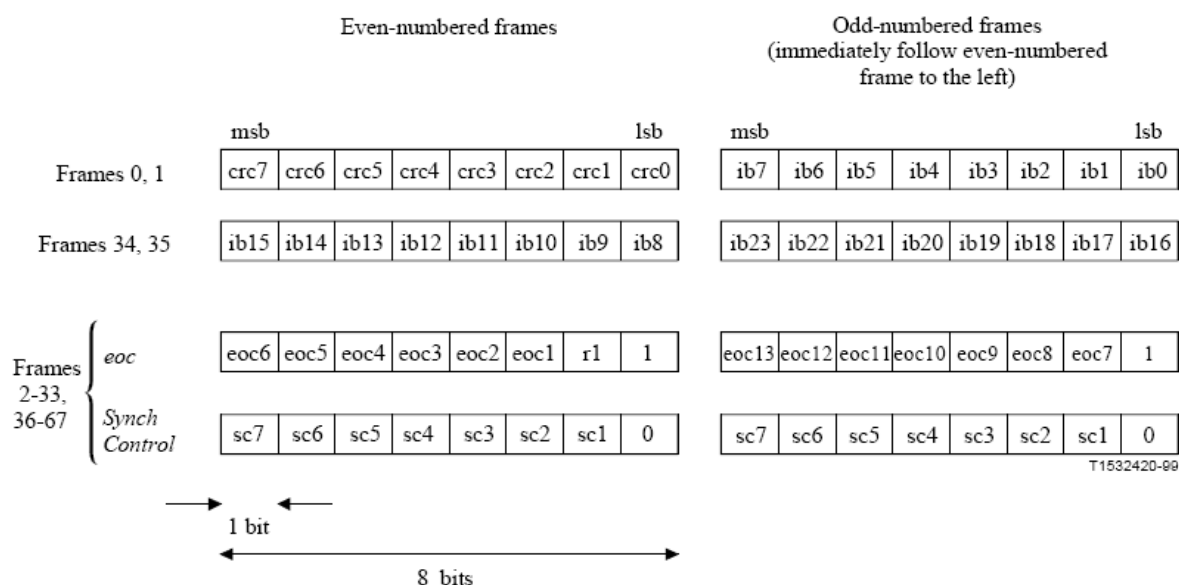 Even-numbered frames
Odd-numbered frames
(immediately follow even-numbered
frame to the left)
msb lsb msb lsb
Frames 0, 1 crc7 crc6 crc5 crc4 crc3 crc2 crc1 crc0 ib7 ib6 ib5 ib4 ib3 ib2 ib1 ib0
Frames 34, 35 ib15 ib14 ib13 ib12 ib11 ib10 ib9 ib8 ib23 ib22 ib21 ib20 ib19 ib18 ib17 ib16
Frames
2-33,
36-67
eoc eoc6 eoc5 eoc4 eoc3 eoc2 eoc1 r1 1 eoc13 eoc12 eoc11 eoc10 eoc9 eoc8 eoc7 1
Synch
Control sc7 sc6 sc5 sc4 sc3 sc2 sc1 0 sc7 sc6 sc5 sc4 sc3 sc2 sc1 0
T1532420-99
1 bit
8 bits